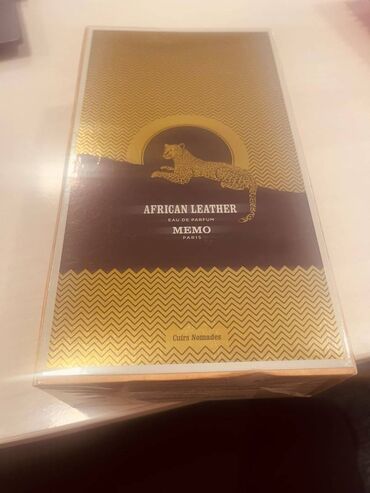 AFRICAN LEATHER
EAU DE PARFUM
MEMO
PARIS
Cuirs Nomades